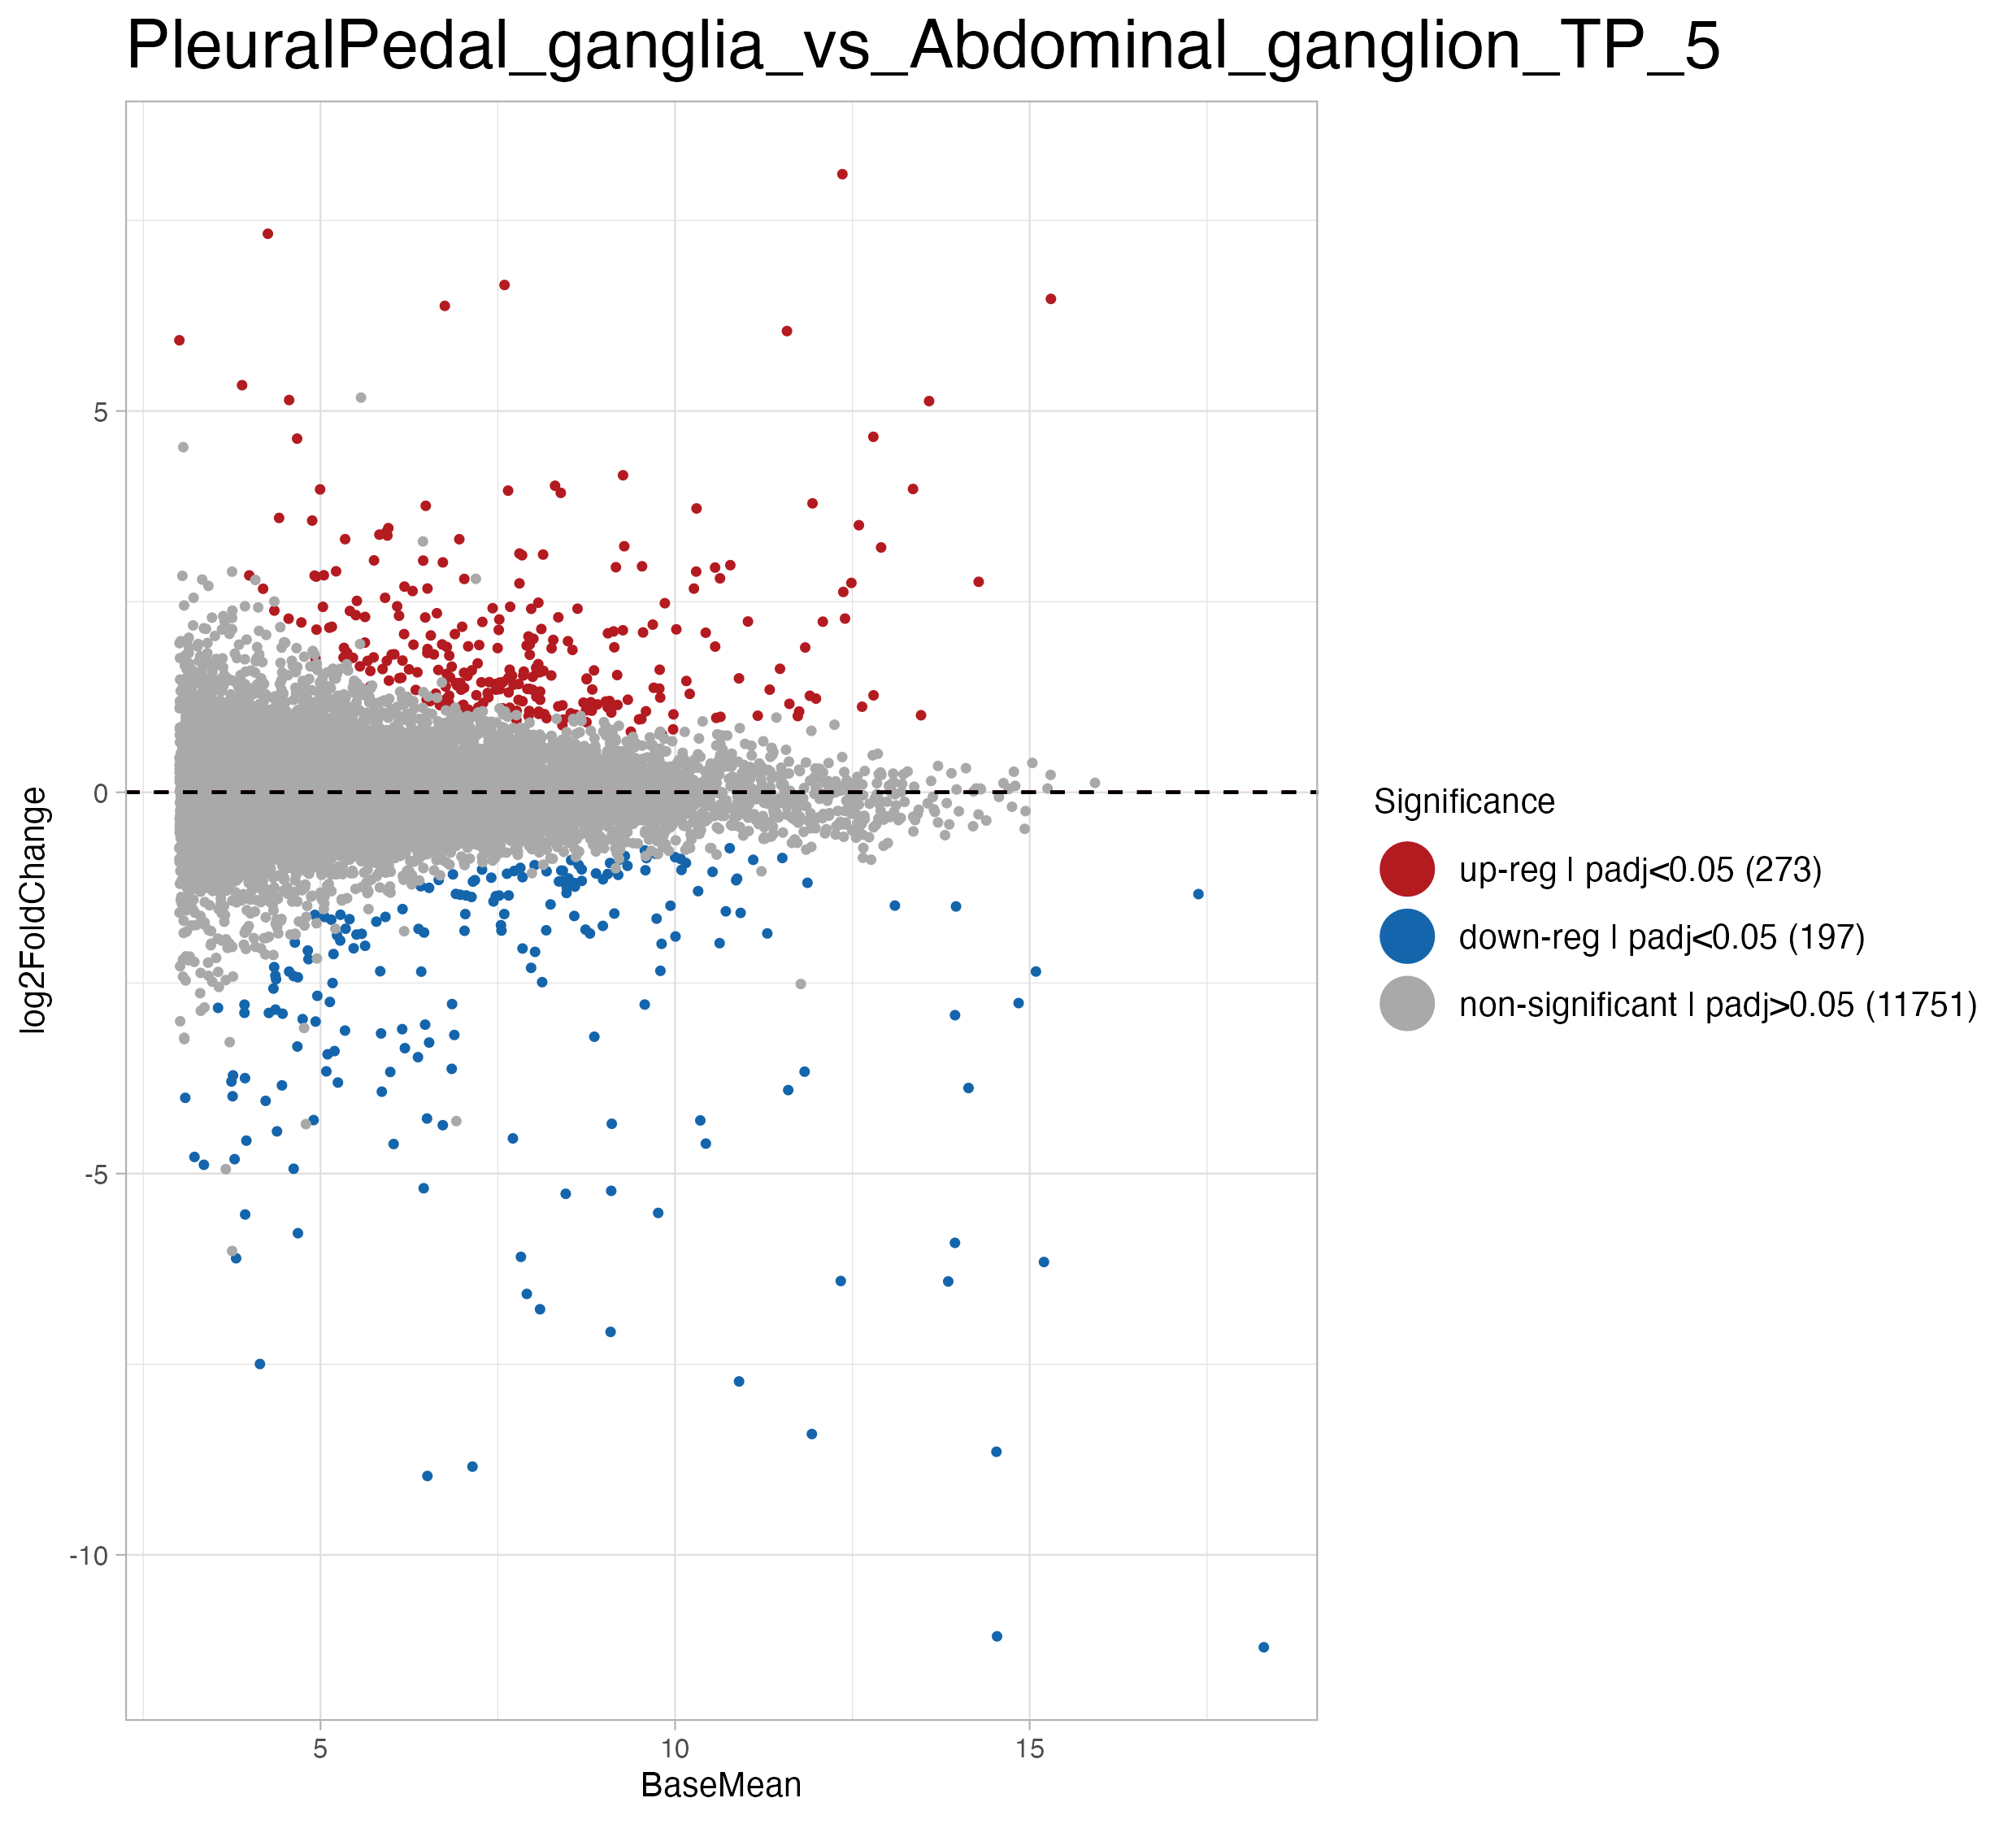 PleuralPedal_ganglia_vs_Abdominal_ganglion_TP_5
log2FoldChange
5
0
-5
-10
5 10 15
BaseMean
Significance
up-reg | padj<0.05 (273)
down-reg | padj<0.05 (197)
non-significant | padj>0.05 (11751)